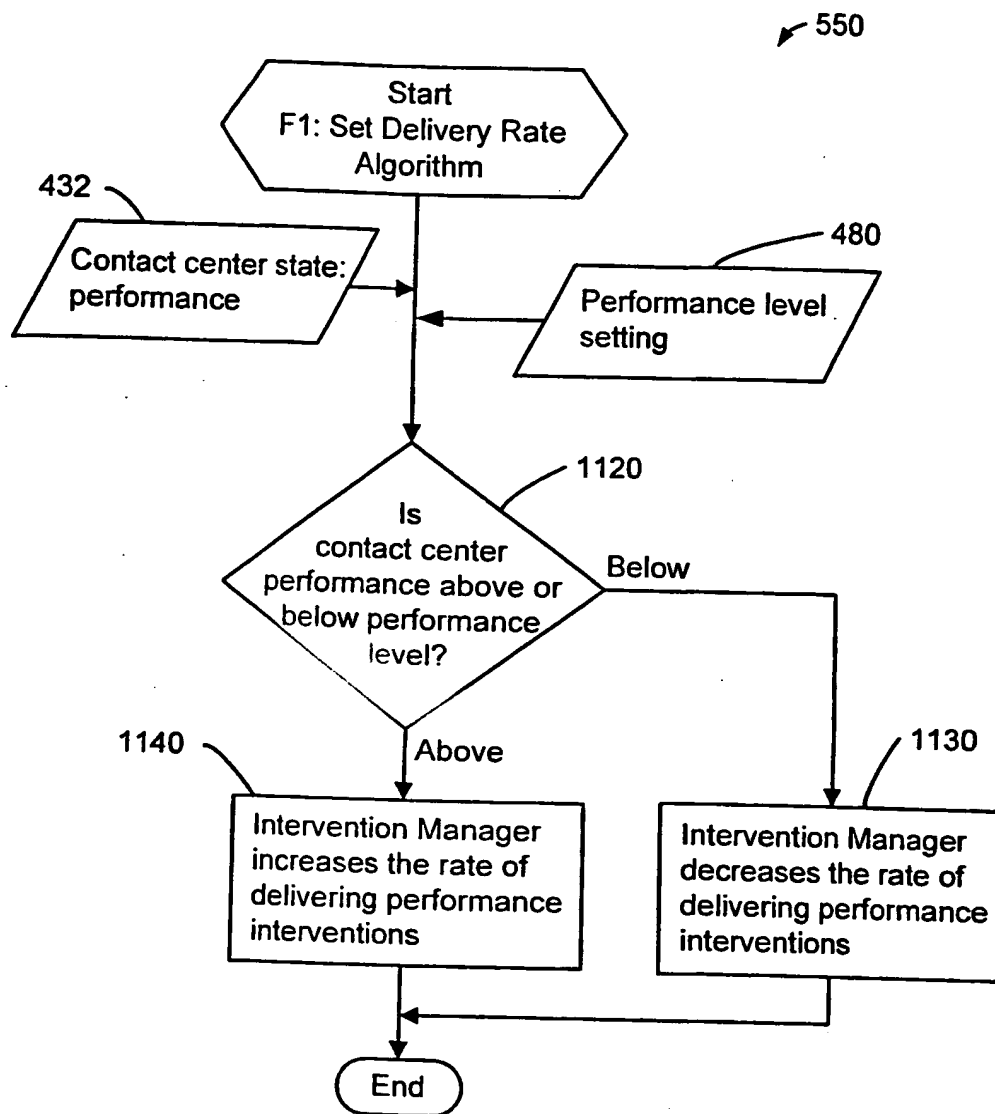 550
Start
F1: Set Delivery Rate
Algorithm
432
Contact center state:
performance
480
Performance level
setting
1120
Is
contact center
performance above or
below performance
level?
Below
Above
1140
Intervention Manager
increases the rate of
delivering performance
interventions
1130
Intervention Manager
decreases the rate of
delivering performance
interventions
End